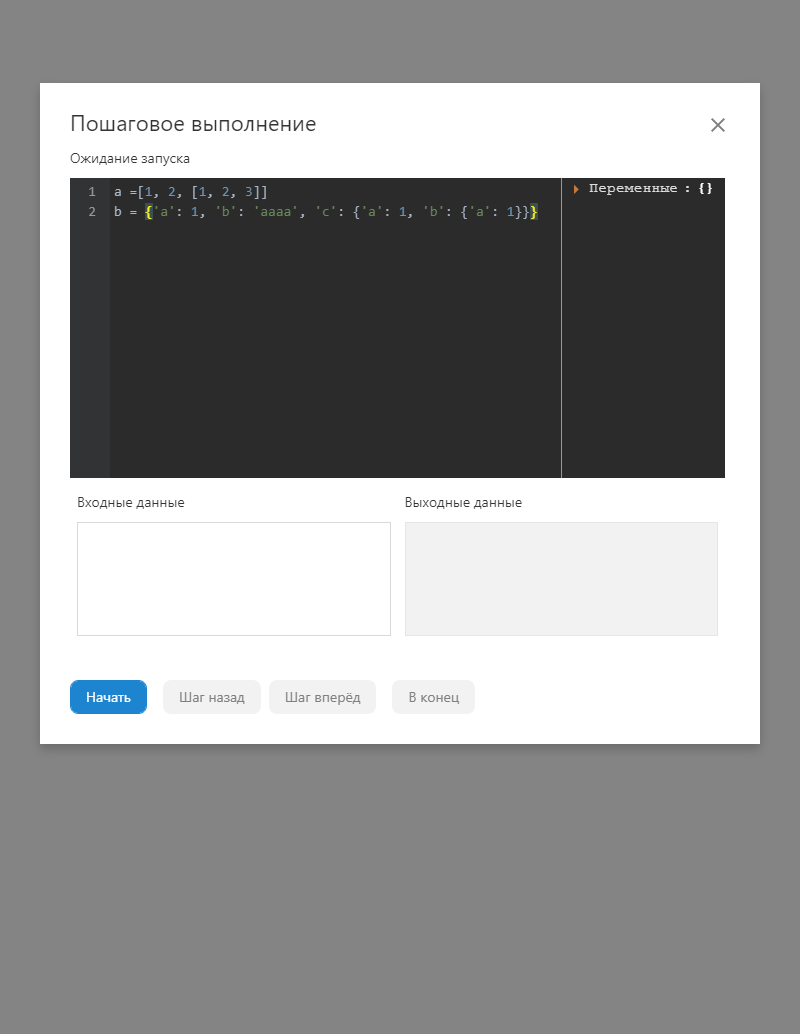 Пошаговое выполнение
Ожидание запуска
1 a =[1, 2, [1, 2, 3]]
2 b = {'a': 1, 'b': 'aaaa', 'c': {'a': 1, 'b': {'a': 1}}}
Переменные : {}
Входные данные
Выходные данные
Начать
Шаг назад
Шаг вперёд
В конец